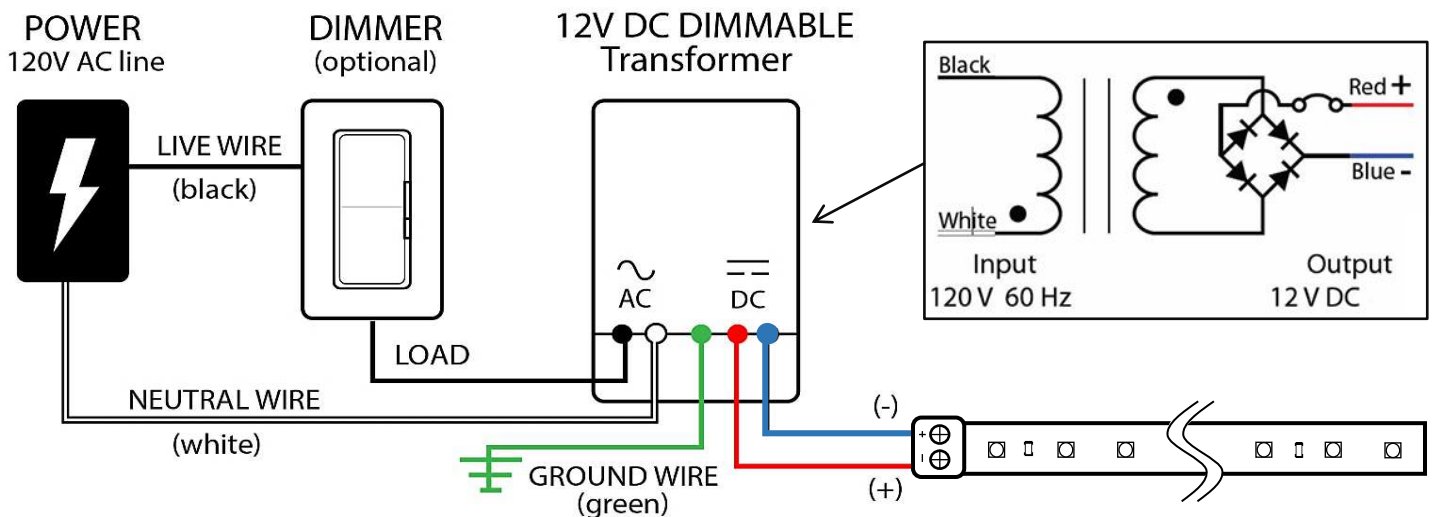 POWER
120V AC line
DIMMER
(optional)
12V DC DIMMABLE
Transformer
LIVE WIRE
(black)
AC
DC
LOAD
NEUTRAL WIRE
(white)
GROUND WIRE
(green)
(-)
(+)
+
-
Black
White
Red +
Blue -
Input
120 V 60 Hz
Output
12 V DC